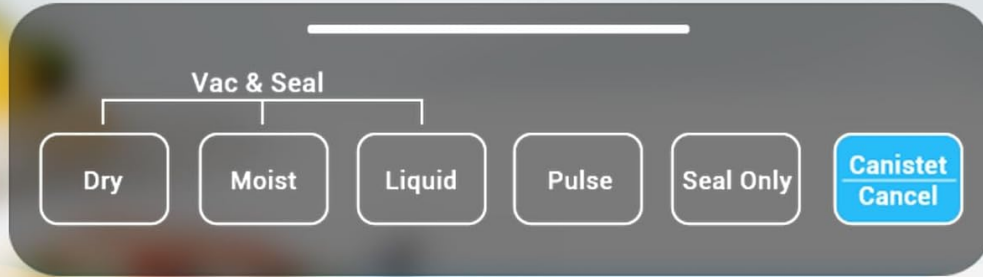 Vac & Seal
Dry
Moist
Liquid
Pulse
Seal Only
Canistet
Cancel